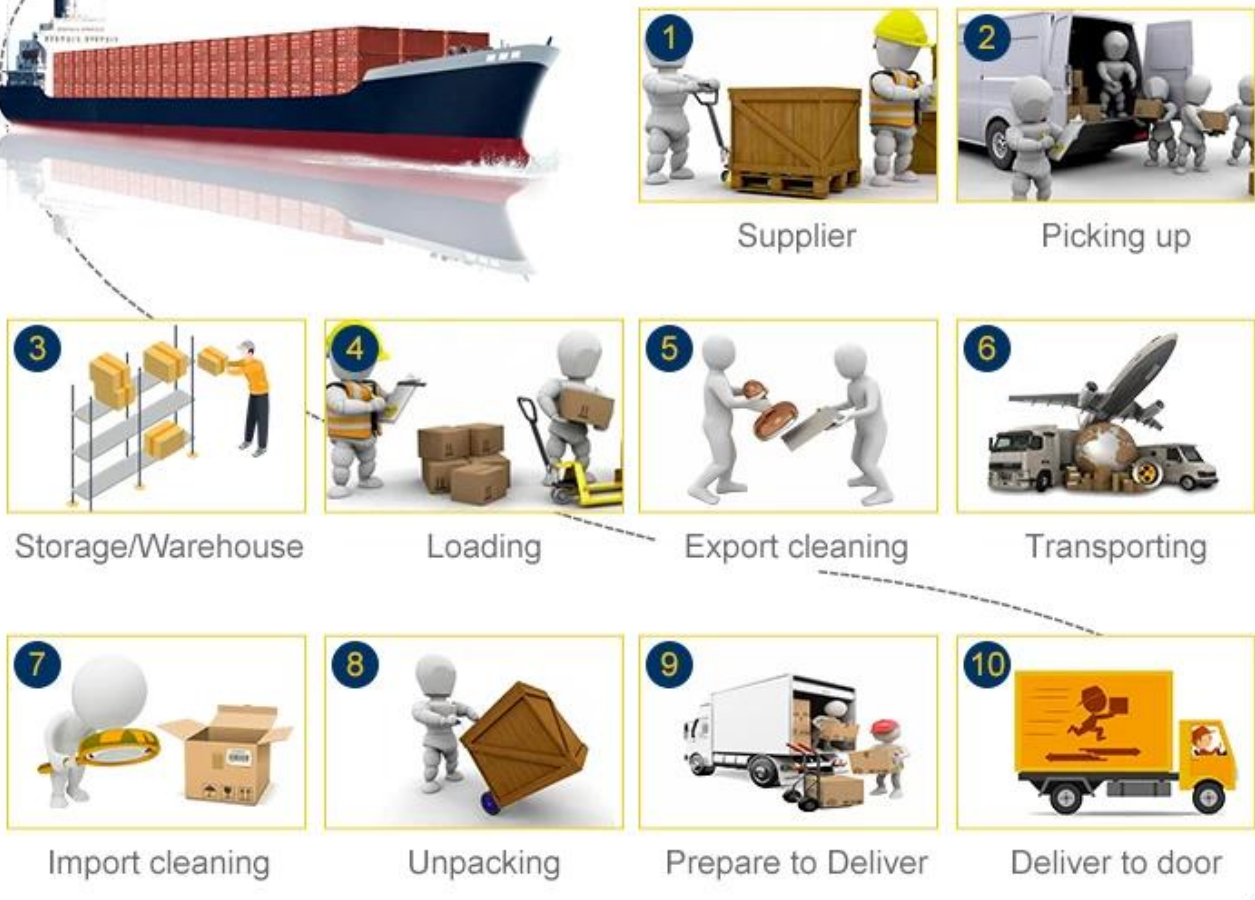 1
2
Supplier
Picking up
3
4
5
6
Storage/Warehouse
Loading
Export cleaning
Transporting
7
8
9
10
Import cleaning
Unpacking
Prepare to Deliver
Deliver to door